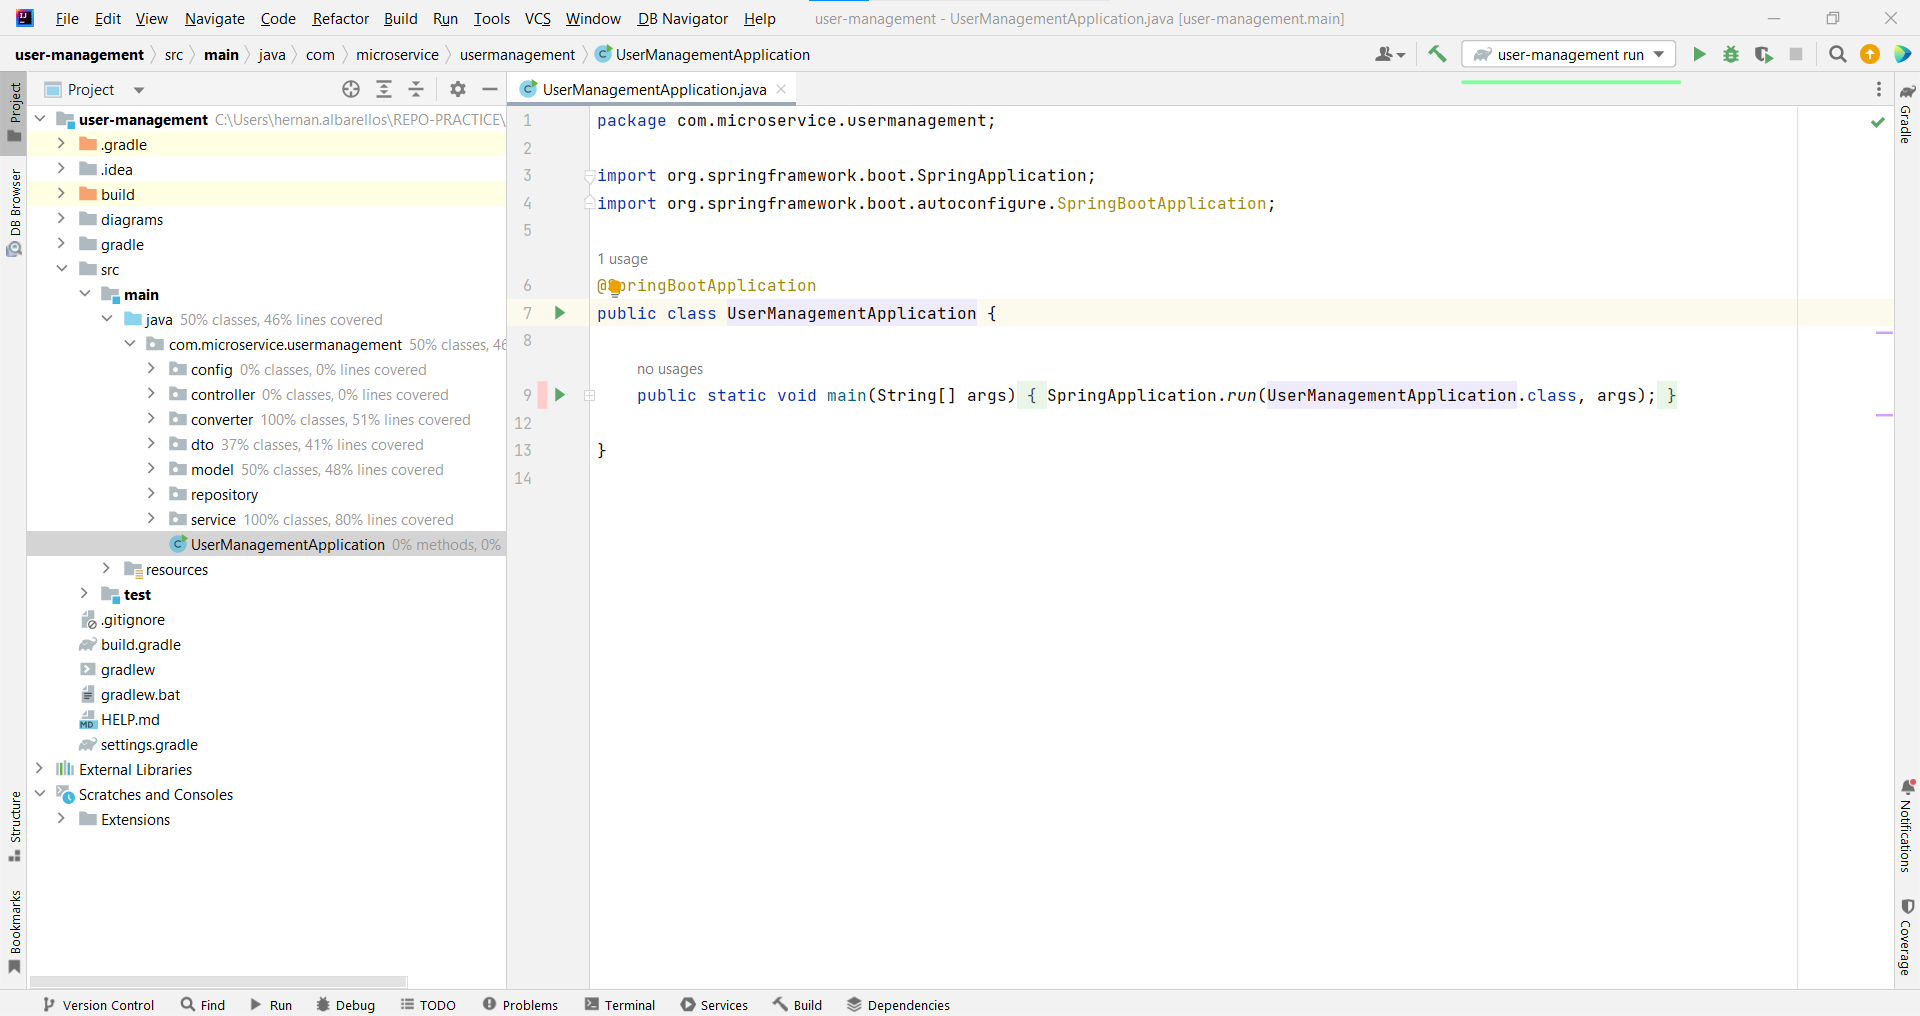 File Edit View Navigate Code Refactor Build Run Tools VCS Window DB Navigator Help user-management - UserManagementApplication.java [user-management.main]
user-management src main java com microservice usermanagement UserManagementApplication user-management run
Project
UserManagementApplication.java
Project
DB Browser
Structure
Bookmarks
user-management C:\Users\hernan.albarellos\REPO-PRACTICE\
.gradle
.idea
build
diagrams
gradle
src
main
java 50% classes, 46% lines covered
com.microservice.usermanagement 50% classes, 46
config 0% classes, 0% lines covered
controller 0% classes, 0% lines covered
converter 100% classes, 51% lines covered
dto 37% classes, 41% lines covered
model 50% classes, 48% lines covered
repository
service 100% classes, 80% lines covered
UserManagementApplication 0% methods, 0%
resources
test
.gitignore
build.gradle
gradlew
gradlew.bat
MD HELP.md
settings.gradle
External Libraries
Scratches and Consoles
Extensions
1 package com.microservice.usermanagement;
2
3 import org.springframework.boot.SpringApplication;
4 import org.springframework.boot.autoconfigure.SpringBootApplication;
5
1 usage
6 @SpringBootApplication
7 public class UserManagementApplication {
8
no usages
9 public static void main(String[] args) { SpringApplication.run(UserManagementApplication.class, args); }
12
13 }
14
Gradle
Notifications
Coverage
Version Control Find Run Debug TODO Problems Terminal Services Build Dependencies